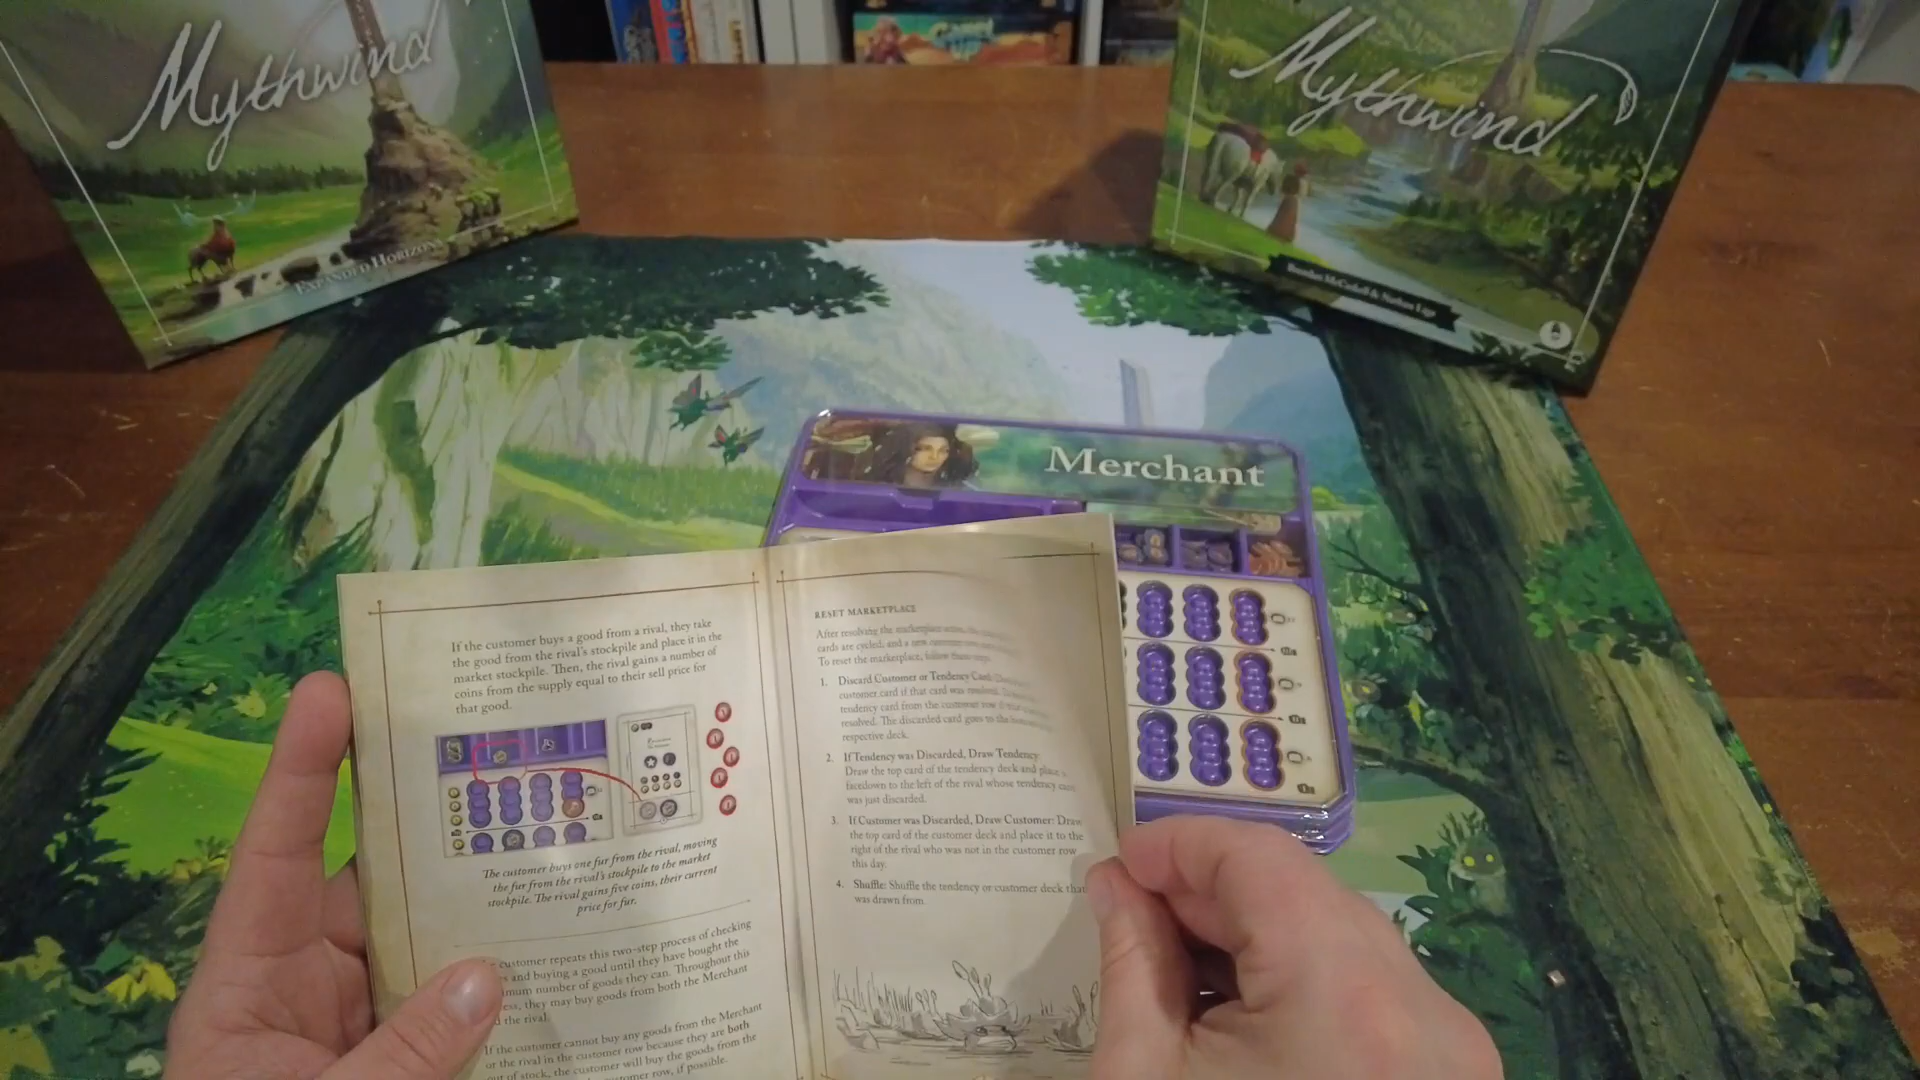 Mythwind
EXPANDED HORIZONS
Mythwind
Merchant
If the customer buys a good from a rival, they take
the good from the rival's stockpile and place it in the
market stockpile. Then, the rival gains a number of
coins from the supply equal to their sell price for
that good.
The customer buys one fur from the rival, moving
the fur from the rival's stockpile to the market
stockpile. The rival gains five coins, their current
price for fur.
customer repeats this two-step process of checking
and buying a good until they have bought the
number of goods they can. Throughout this
they may buy goods from both the Merchant
the rival.
If the customer cannot buy any goods from the Merchant
or the rival in the customer row because they are both
out of stock, the customer will buy the goods from the
row, if possible.
RESET MARKETPLACE
After resolving the marketplace
cards are cycled, and a new
To reset the marketplace, follow these steps.
1. Discard Customer or Tendency Card:
customer card if that card was resolved.
tendency card from the customer row
resolved. The discarded card goes to the
respective deck.
2. If Tendency was Discarded, Draw Tendency
Draw the top card of the tendency deck and place
facedown to the left of the rival whose tendency card
was just discarded.
3. If Customer was Discarded, Draw Customer: Draw
the top card of the customer deck and place it to the
right of the rival who was not in the customer row
this day.
4. Shuffle: Shuffle the tendency or customer deck that
was drawn from.